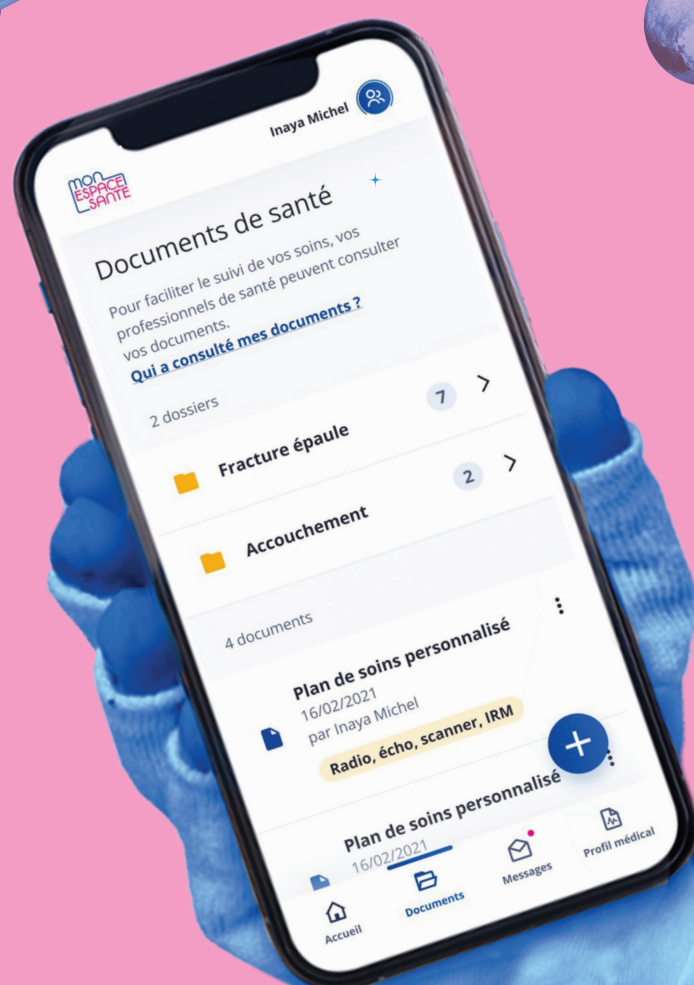 Inaya Michel
MON
ESPACE
SANTÉ
Documents de santé
Pour faciliter le suivi de vos soins, vos
professionnels de santé peuvent consulter
vos documents.
Qui a consulté mes documents ?
2 dossiers
Fracture épaule
7
Accouchement
2
4 documents
Plan de soins personnalisé
16/02/2021
par Inaya Michel
Radio, écho, scanner, IRM
Plan de soins personnalisé
16/02/2021
Accueil
Documents
Messages
Profil médical